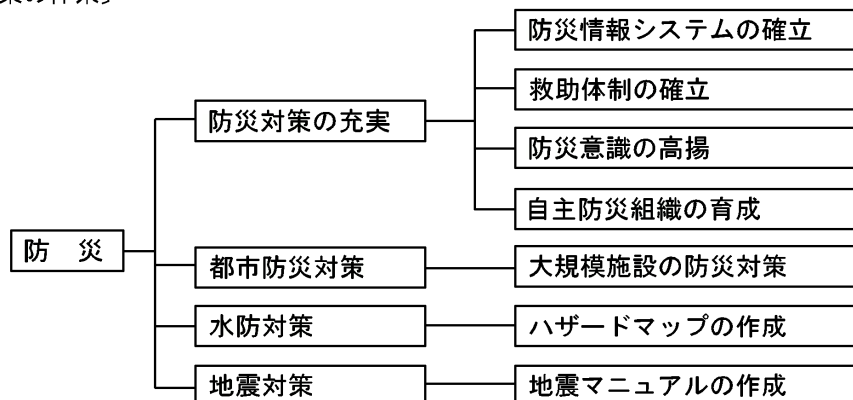 防災情報システムの確立
救助体制の確立
防災対策の充実
防災意識の高揚
自主防災組織の育成
防 災
都市防災対策
大規模施設の防災対策
水防対策
ハザードマップの作成
地震対策
地震マニュアルの作成